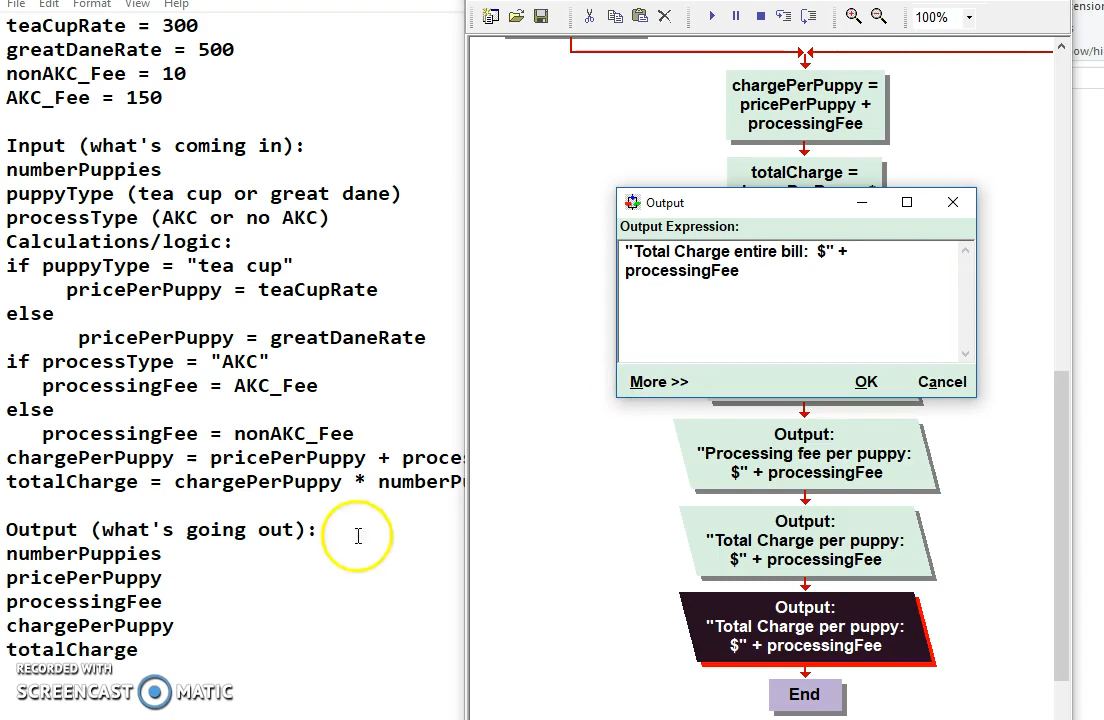 File Edit Format View Help
teaCupRate = 300
greatDaneRate = 500
nonAKC_Fee = 10
AKC_Fee = 150
Input (what's coming in):
numberPuppies
puppyType (tea cup or great dane)
processType (AKC or no AKC)
Calculations/logic:
if puppyType = "tea cup"
pricePerPuppy = teaCupRate
else
pricePerPuppy = greatDaneRate
if processType = "AKC"
processingFee = AKC_Fee
else
processingFee = nonAKC_Fee
chargePerPuppy = pricePerPuppy + proces
totalCharge = chargePerPuppy * numberPu
Output (what's going out):
numberPuppies
pricePerPuppy
processingFee
chargePerPuppy
totalCharge
RECORDED WITH
SCREENCAST MATIC
100%
chargePerPuppy =
pricePerPuppy +
processingFee
totalCharge =
Output
Output Expression:
"Total Charge entire bill:  $" +
processingFee
More >>
OK
Cancel
Output:
"Processing fee per puppy:
$" + processingFee
Output:
"Total Charge per puppy:
$" + processingFee
Output:
"Total Charge per puppy:
$" + processingFee
End